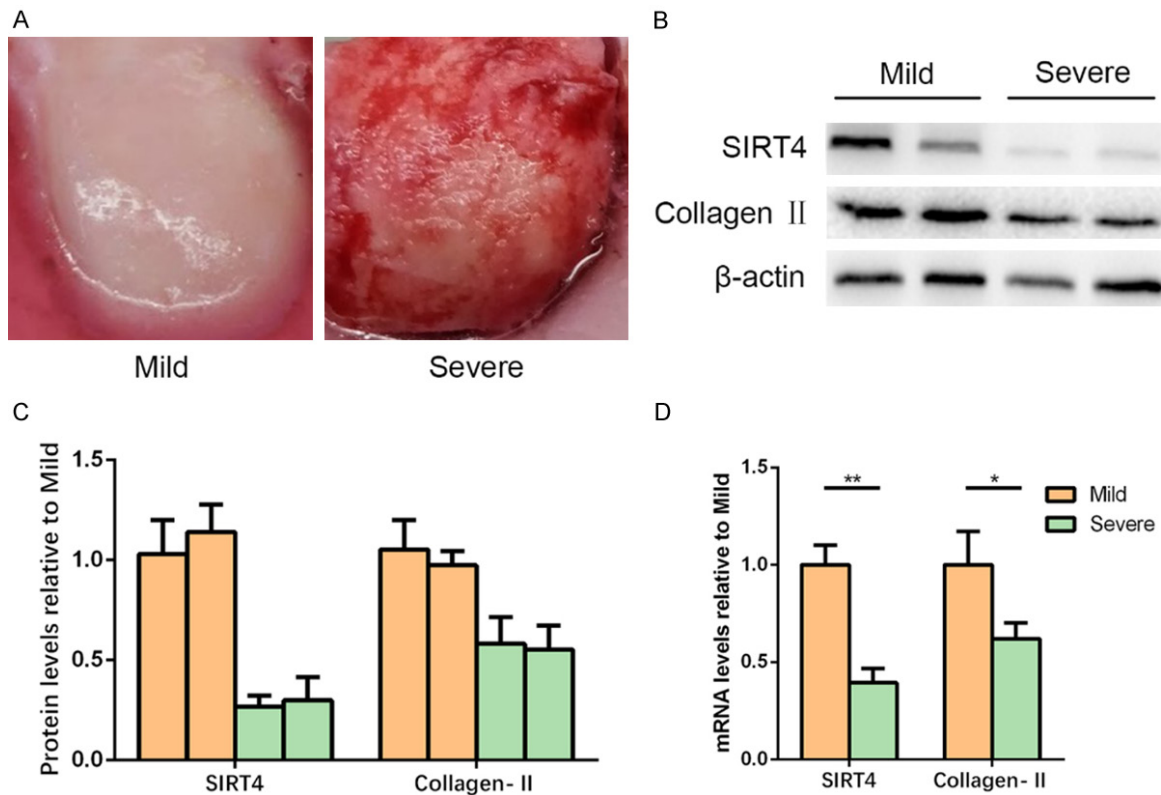 A
Mild
Severe
B
Mild Severe
SIRT4
Collagen Ⅱ
β-actin
C
Protein levels relative to Mild
1.5
1.0
0.5
0.0
SIRT4 Collagen- II
D
mRNA levels relative to Mild
1.5
1.0
0.5
0.0
** *
Mild
Severe
SIRT4 Collagen- II